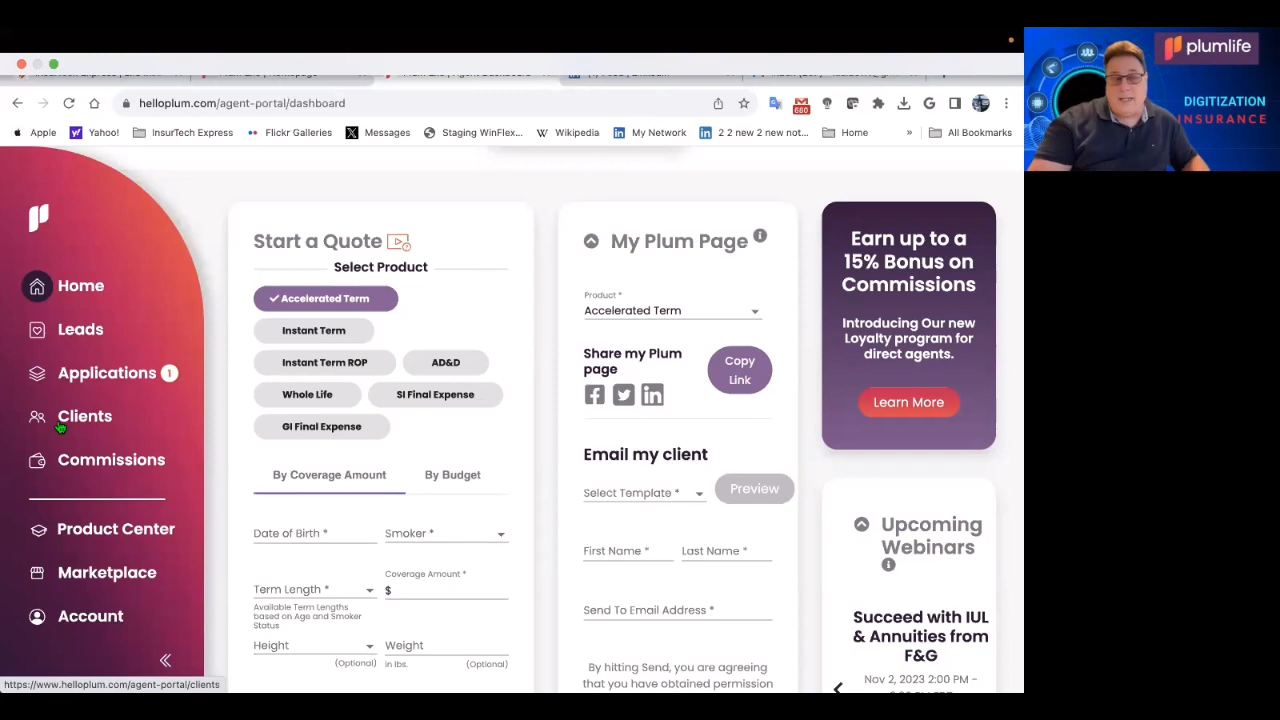 helloplum.com/agent-portal/dashboard
680
Apple
Yahoo!
InsurTech Express
Flickr Galleries
Messages
Staging WinFlex...
Wikipedia
My Network
2 2 new 2 new not...
Home
»
All Bookmarks
plumlife
DIGITIZATION
INSURANCE
Home
Leads
Applications 1
Clients
Commissions
Product Center
Marketplace
Account
https://www.helloplum.com/agent-portal/clients
Start a Quote
Select Product
Accelerated Term
Instant Term
Instant Term ROP
AD&D
Whole Life
SI Final Expense
GI Final Expense
By Coverage Amount
By Budget
Date of Birth *
Smoker *
Term Length *
Coverage Amount *
$
Available Term Lengths
based on Age and Smoker
Status
Height
Weight
(Optional)
in lbs.
(Optional)
My Plum Page
Product *
Accelerated Term
Share my Plum
page
Copy
Link
Email my client
Select Template *
Preview
First Name *
Last Name *
Send To Email Address *
By hitting Send, you are agreeing
that you have obtained permission
Earn up to a
15% Bonus on
Commissions
Introducing Our new
Loyalty program for
direct agents.
Learn More
Upcoming
Webinars
Succeed with IUL
& Annuities from
F&G
Nov 2, 2023 2:00 PM -